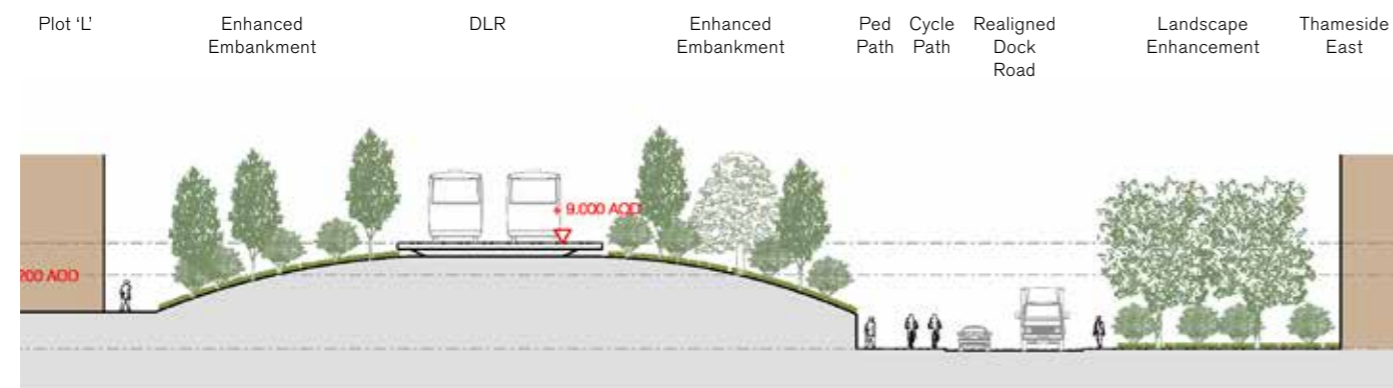 Plot ‘L’
Enhanced
Embankment
DLR
Enhanced
Embankment
Ped
Path
Cycle
Path
Realigned
Dock
Road
Landscape
Enhancement
Thameside
East
+ 9.000 AOD
200 AOD